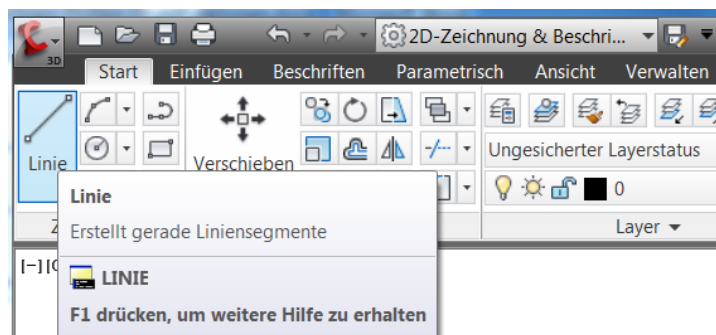 3D
2D-Zeichnung & Beschri...
Start Einfügen Beschriften Parametrisch Ansicht Verwalten
Linie
Verschieben
Ungesicherter Layerstatus
0
Layer
Linie
Erstellt gerade Liniensegmente
LINIE
F1 drücken, um weitere Hilfe zu erhalten
[-]